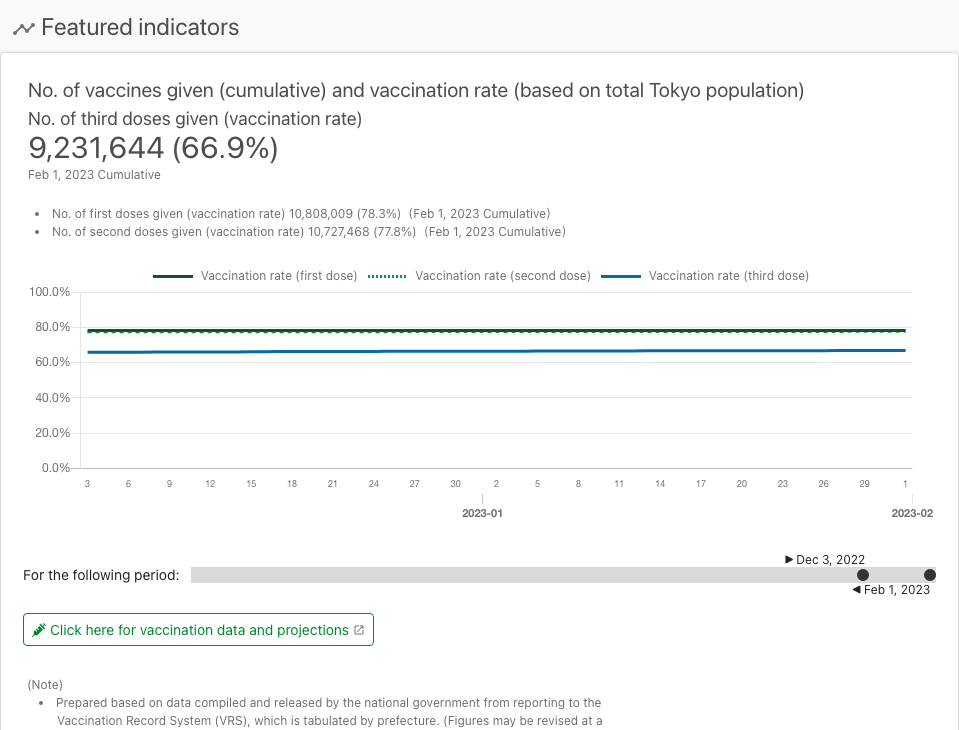 Featured indicators
No. of vaccines given (cumulative) and vaccination rate (based on total Tokyo population)
No. of third doses given (vaccination rate)
9,231,644 (66.9%)
Feb 1, 2023 Cumulative
• No. of first doses given (vaccination rate) 10,808,009 (78.3%) (Feb 1, 2023 Cumulative)
• No. of second doses given (vaccination rate) 10,727,468 (77.8%) (Feb 1, 2023 Cumulative)
Vaccination rate (first dose) Vaccination rate (second dose) Vaccination rate (third dose)
100.0%
80.0%
60.0%
40.0%
20.0%
0.0%
3 6 9 12 15 18 21 24 27 30 2 5 8 11 14 17 20 23 26 29 1
2023-01 2023-02
▶ Dec 3, 2022
For the following period:
◀ Feb 1, 2023
Click here for vaccination data and projections
(Note)
• Prepared based on data compiled and released by the national government from reporting to the
Vaccination Record System (VRS), which is tabulated by prefecture. (Figures may be revised at a